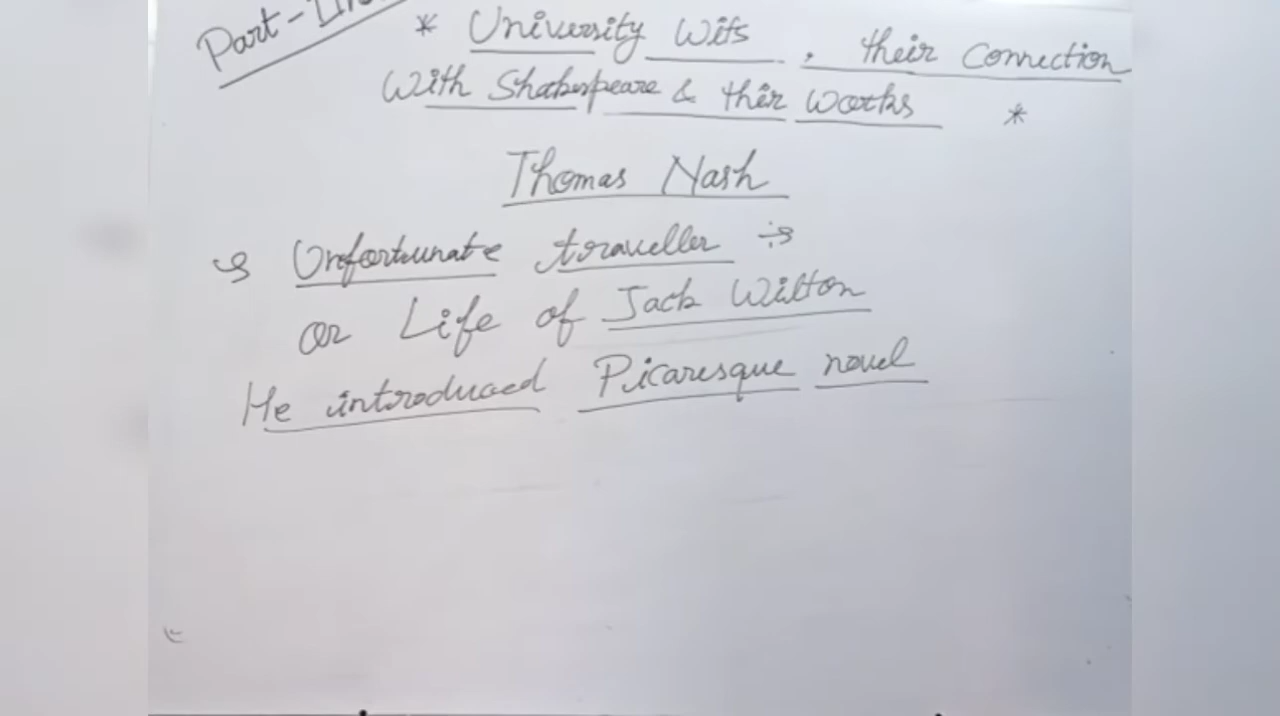 Part-
* University Wits, their Connection
With Shakespeare & their Works *
Thomas Nash
Unfortunate traveller
or Life of Jack Wilton
He introduced Picaresque novel